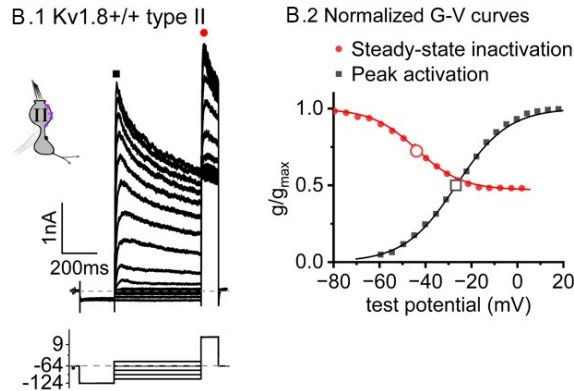 B.1 Kv1.8+/+ type II
II
1nA
200ms
9
-64
-124
B.2 Normalized G-V curves
Steady-state inactivation
Peak activation
g/gmax
1.0
0.5
0.0
−80 −60 −40 −20 0 20
test potential (mV)